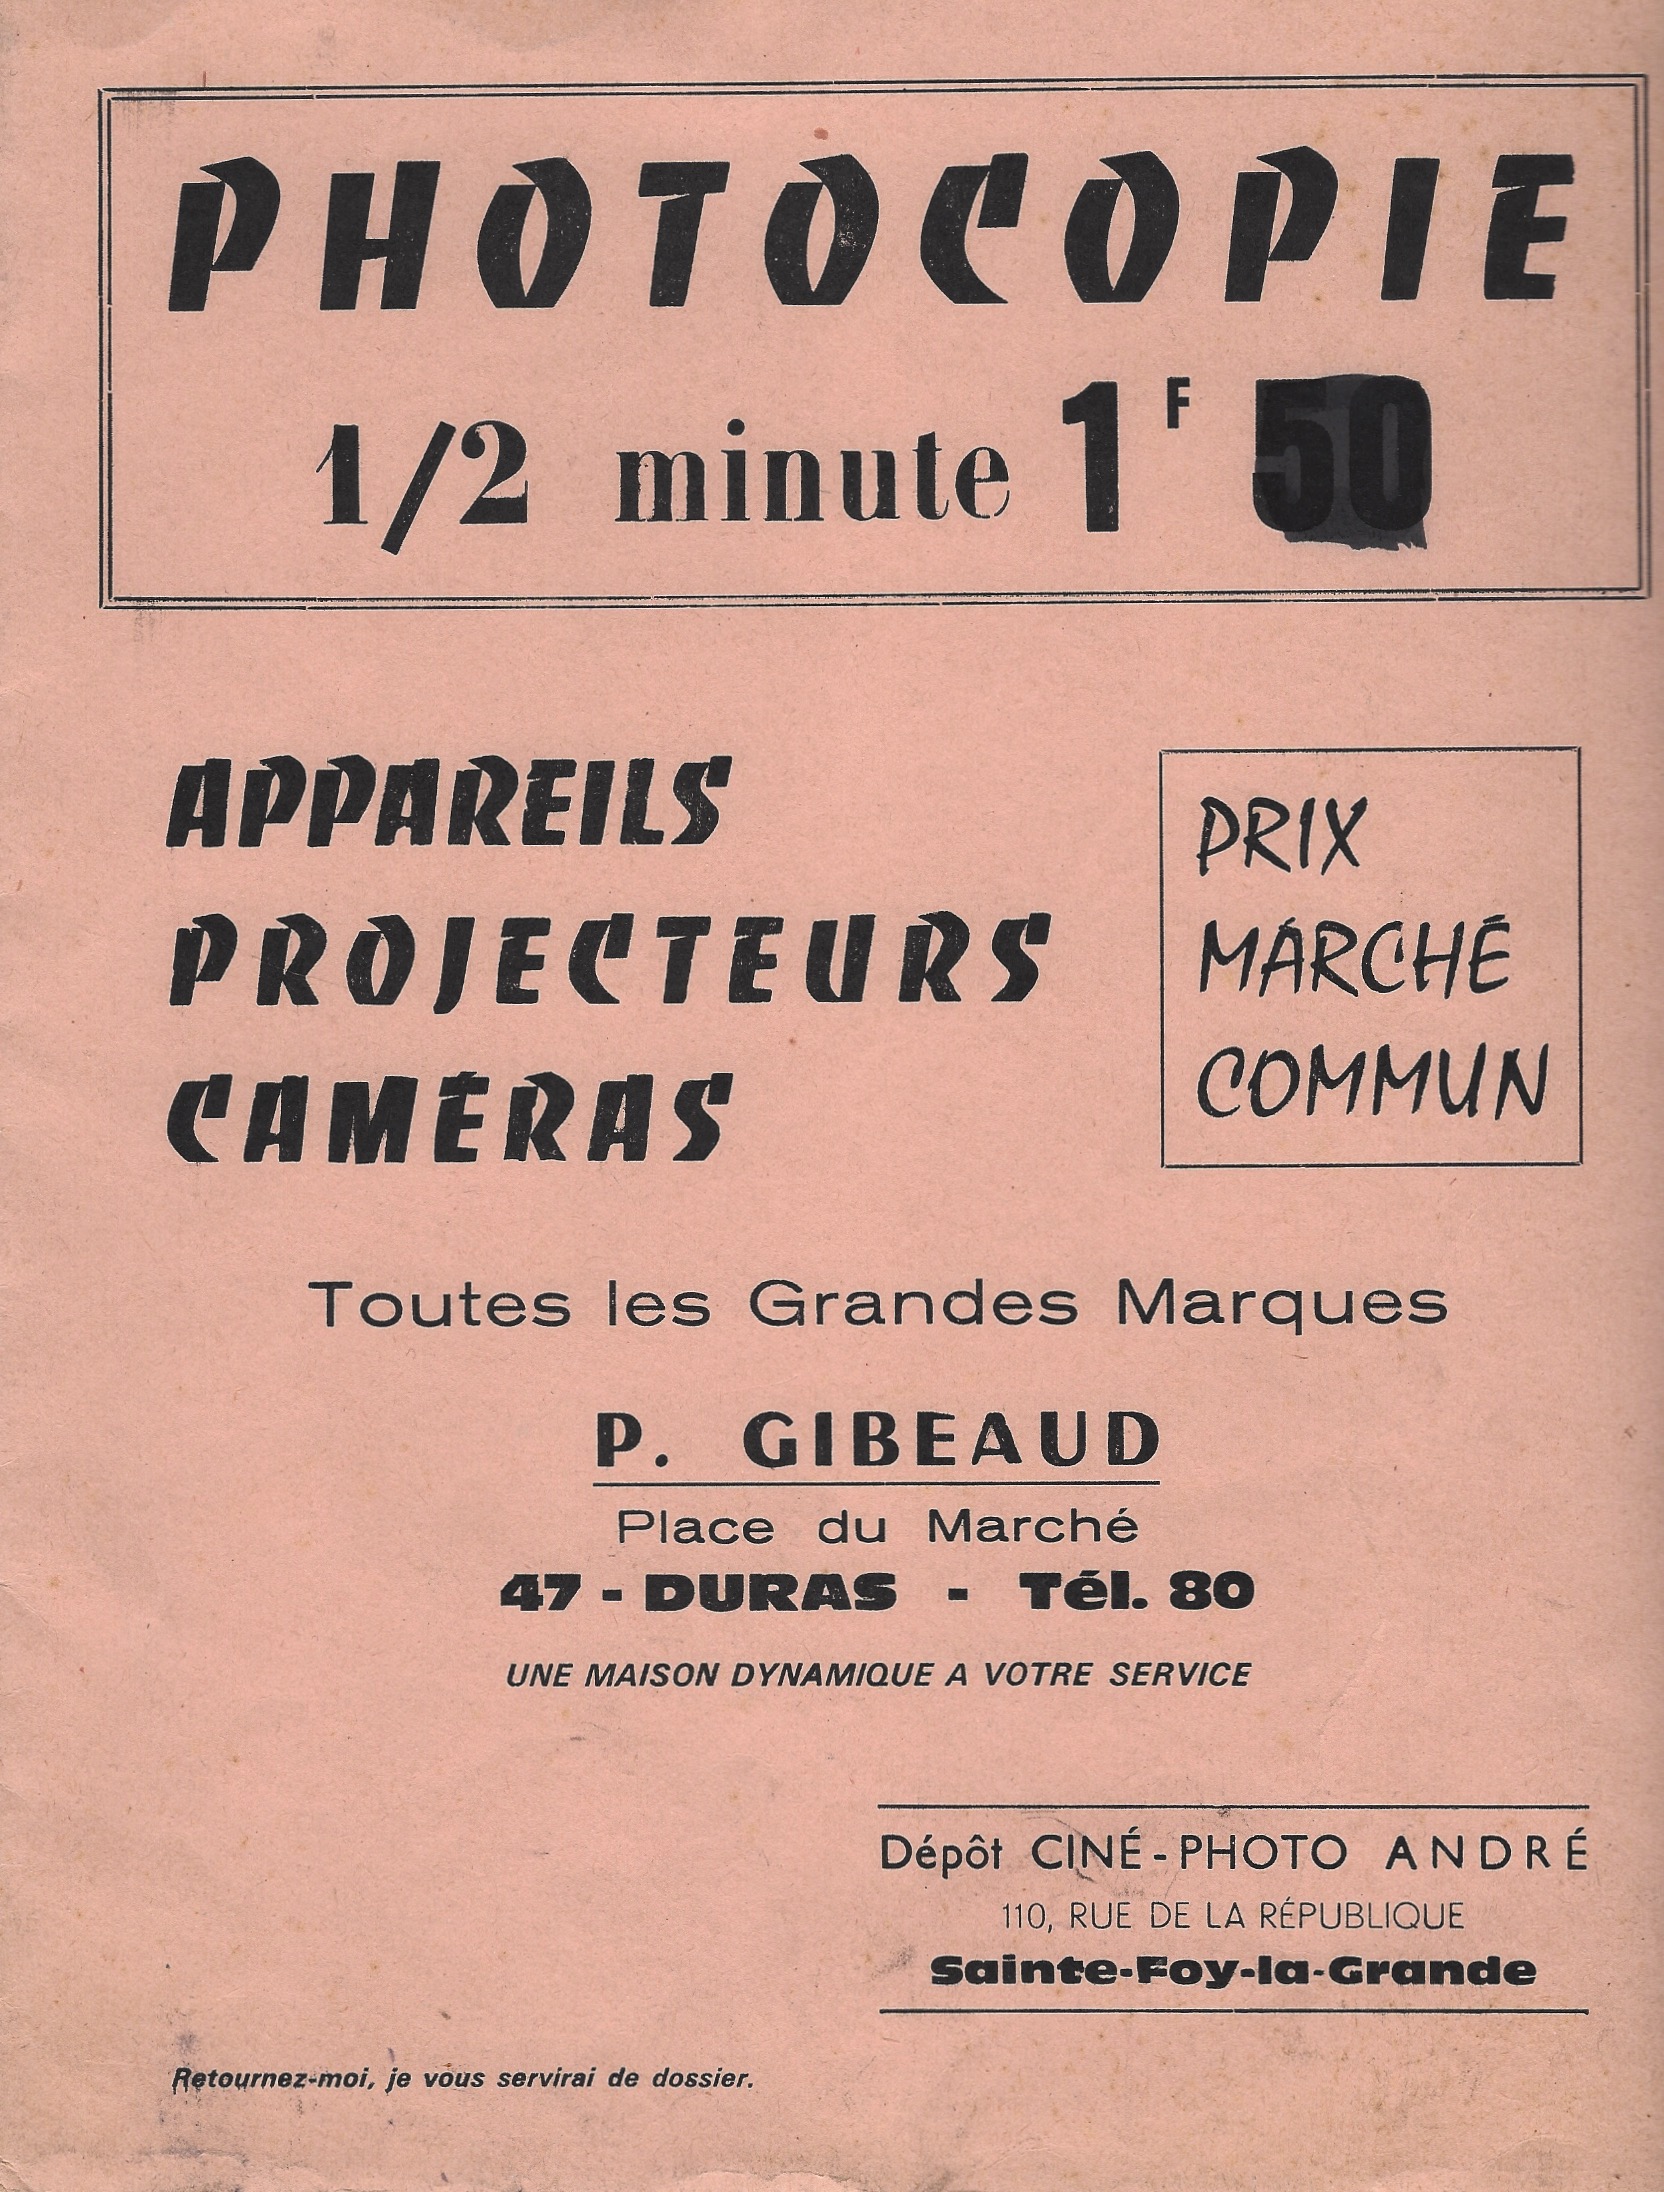 PHOTOCOPIE
1/2 minute 1F 50
APPAREILS
PROJECTEURS
CAMÉRAS
PRIX
MARCHÉ
COMMUN
Toutes les Grandes Marques
P. GIBEAUD
Place du Marché
47 - DURAS - Tél. 80
UNE MAISON DYNAMIQUE A VOTRE SERVICE
Dépôt CINÉ-PHOTO ANDRÉ
110, RUE DE LA RÉPUBLIQUE
Sainte-Foy-la-Grande
Retournez-moi, je vous servirai de dossier.